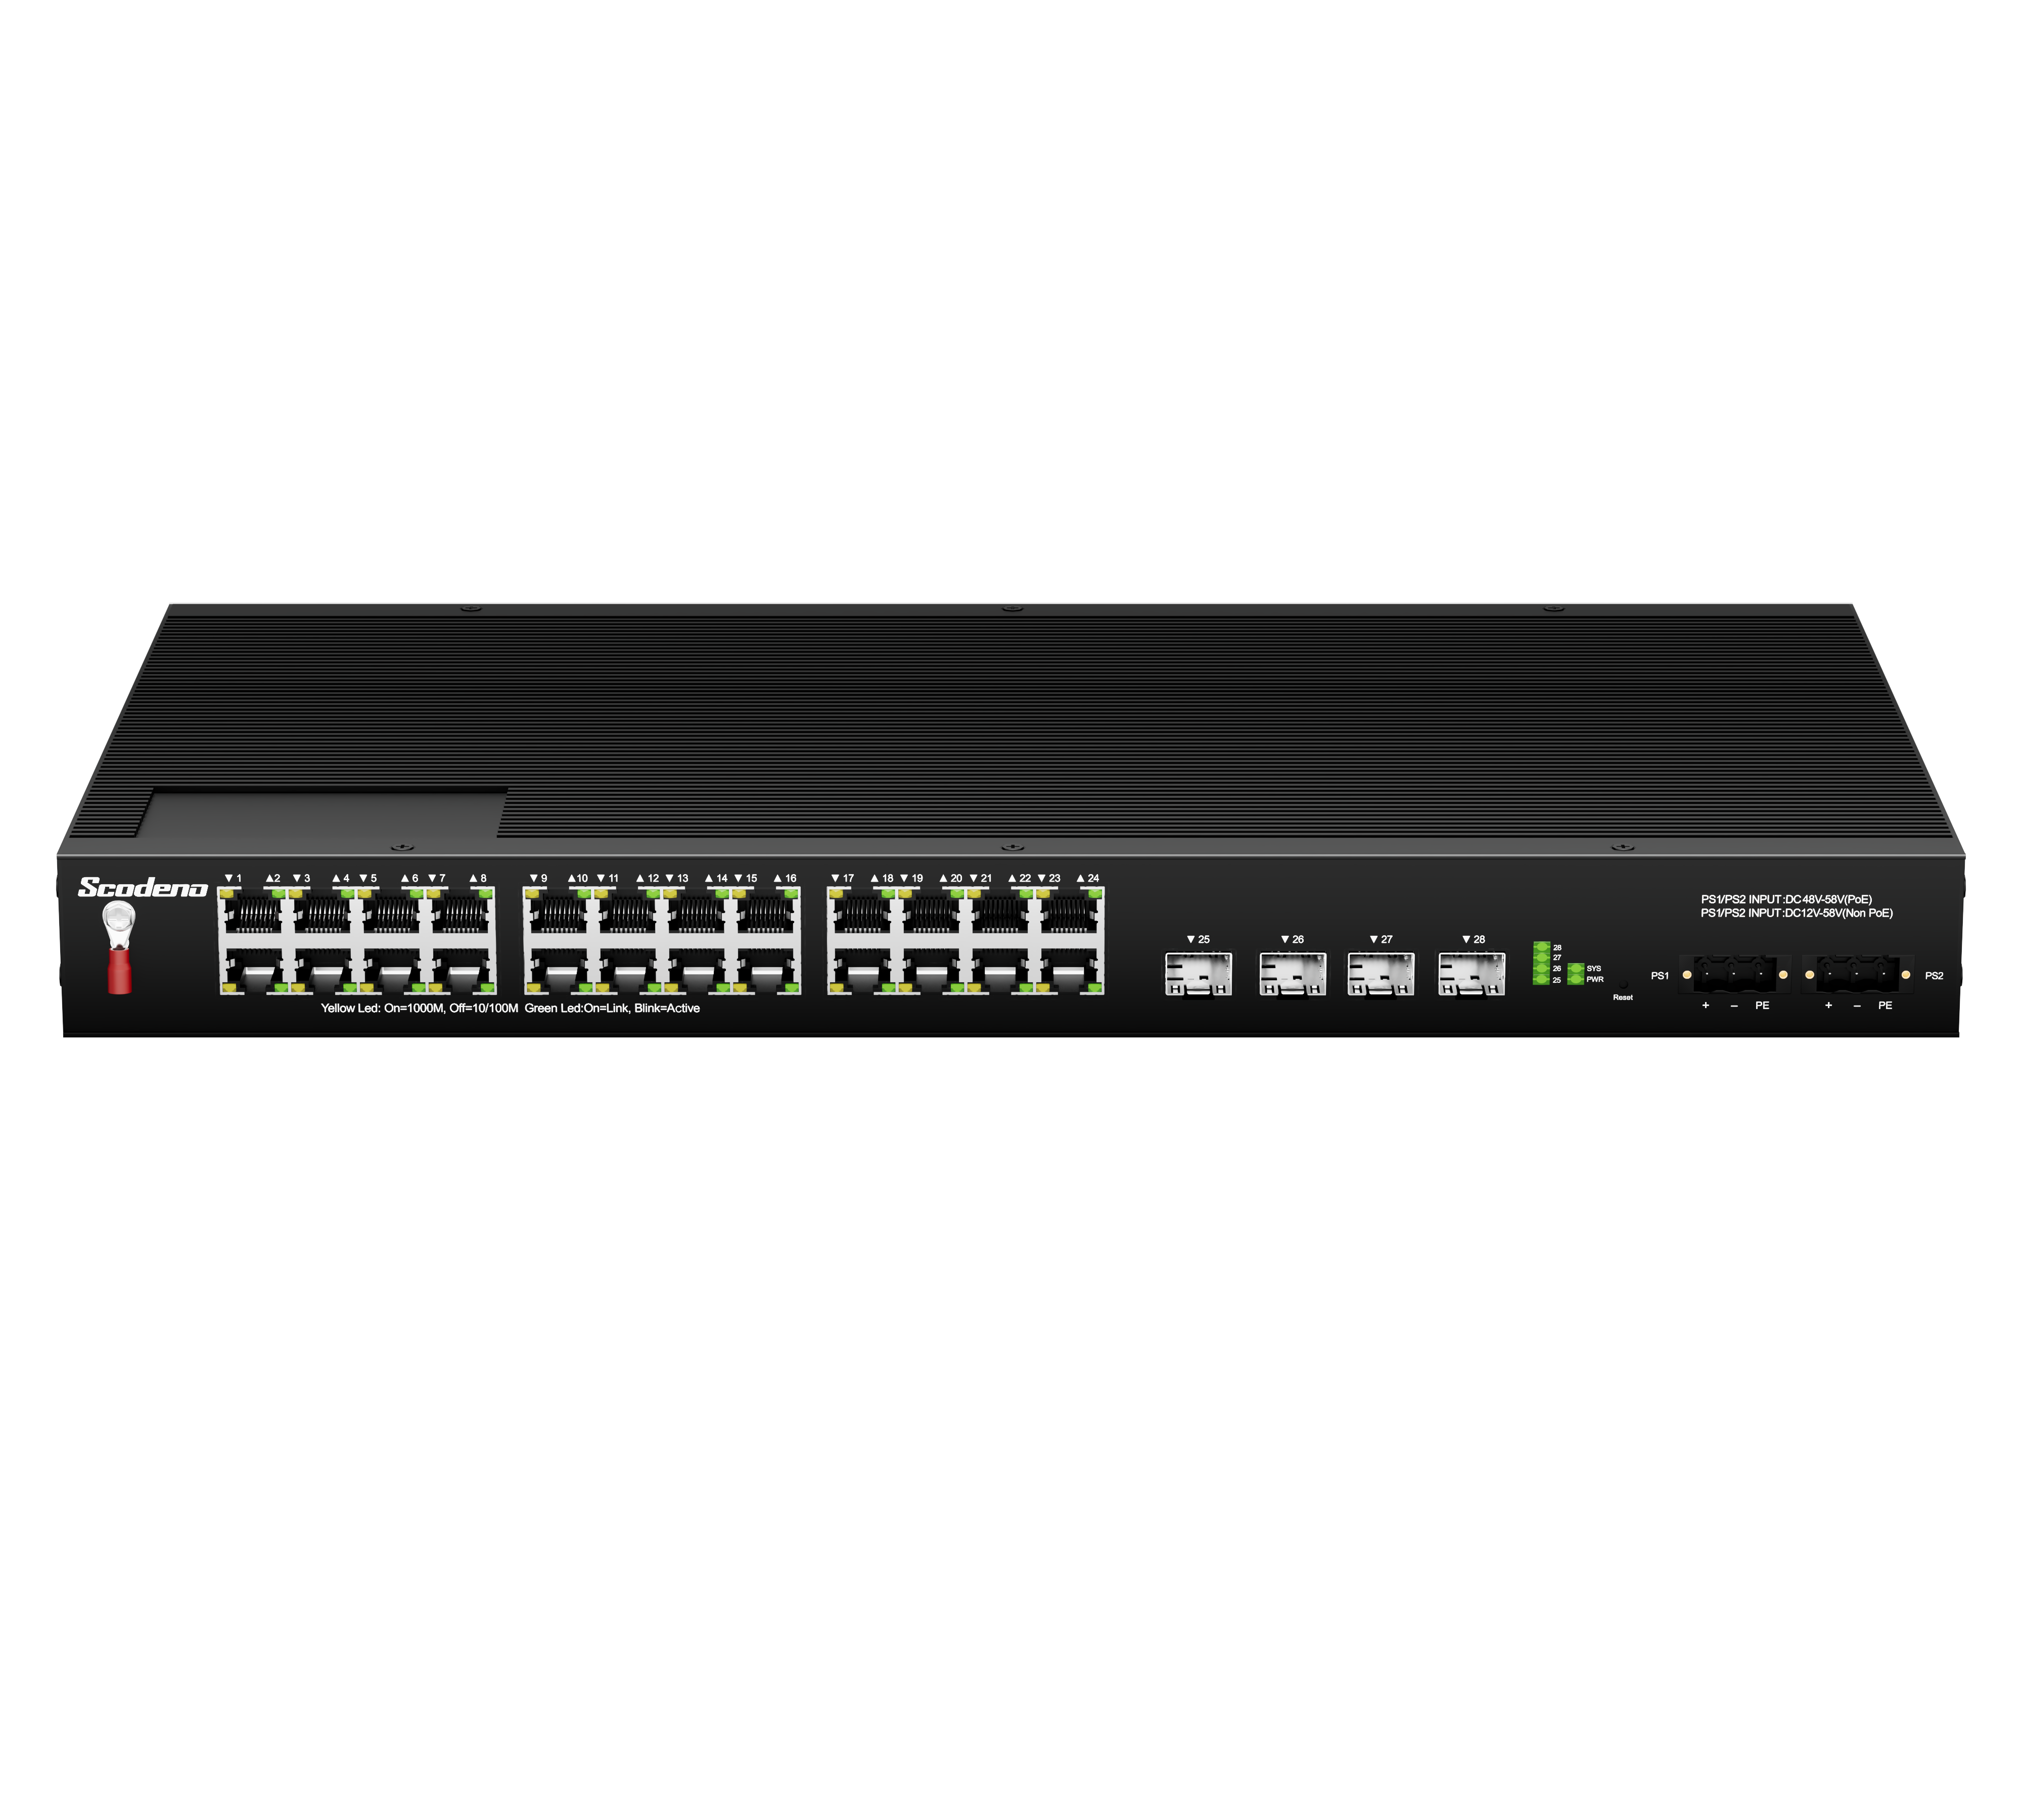 Scodeno
▼ 1 ▲2 ▼ 3 ▲ 4 ▼ 5 ▲ 6 ▼ 7 ▲ 8 ▼ 9 ▲10 ▼ 11 ▲ 12 ▼ 13 ▲ 14 ▼ 15 ▲ 16 ▼ 17 ▲ 18 ▼ 19 ▲ 20 ▼ 21 ▲ 22 ▼ 23 ▲ 24
Yellow Led: On=1000M, Off=10/100M Green Led:On=Link, Blink=Active
▼ 25 ▼ 26 ▼ 27 ▼ 28
28
27
26 SYS
25 PWR
Reset
PS1/PS2 INPUT:DC48V-58V(PoE)
PS1/PS2 INPUT:DC12V-58V(Non PoE)
PS1 PS2
+ – PE + – PE